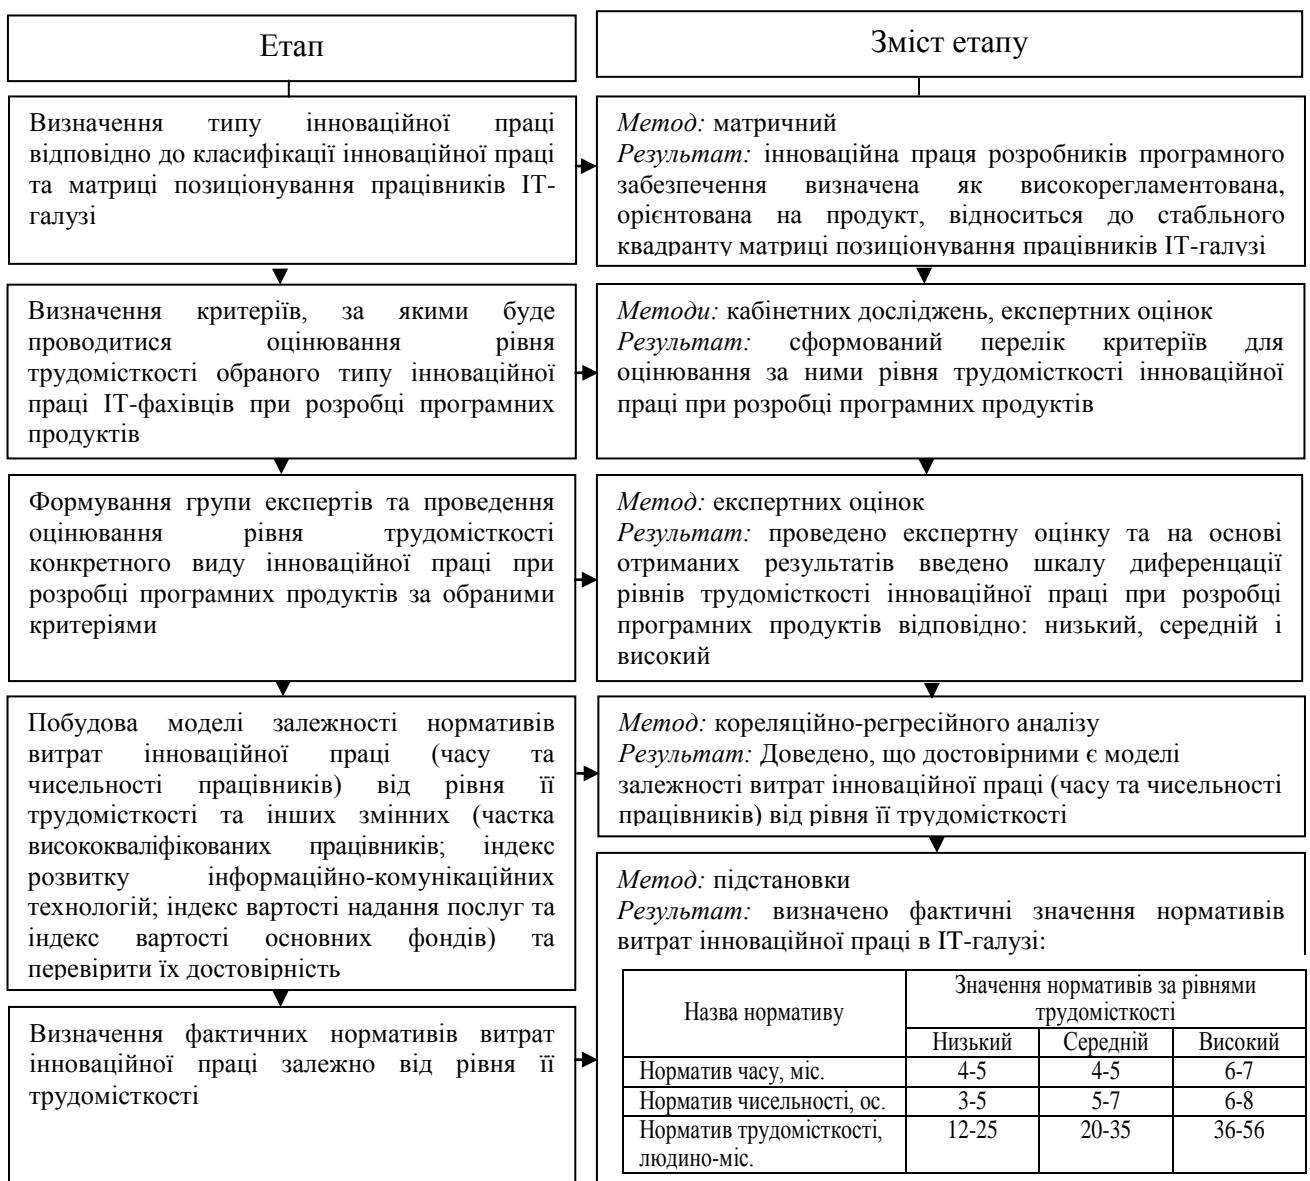 Етап
Зміст етапу
Визначення типу інноваційної праці
відповідно до класифікації інноваційної праці
та матриці позиціонування працівників ІТ-
галузі
Метод: матричний
Результат: інноваційна праця розробників програмного
забезпечення визначена як високорегламентована,
орієнтована на продукт, відноситься до стабльного
квадранту матриці позиціонування працівників ІТ-галузі
Визначення критеріїв, за якими буде
проводитися оцінювання рівня
трудомісткості обраного типу інноваційної
праці ІТ-фахівців при розробці програмних
продуктів
Методи: кабінетних досліджень, експертних оцінок
Результат: сформований перелік критеріїв для
оцінювання за ними рівня трудомісткості інноваційної
праці при розробці програмних продуктів
Формування групи експертів та проведення
оцінювання рівня трудомісткості
конкретного виду інноваційної праці при
розробці програмних продуктів за обраними
критеріями
Метод: експертних оцінок
Результат: проведено експертну оцінку та на основі
отриманих результатів введено шкалу диференцації
рівнів трудомісткості інноваційної праці при розробці
програмних продуктів відповідно: низький, середній і
високий
Побудова моделі залежності нормативів
витрат інноваційної праці (часу та
чисельності працівників) від рівня її
трудомісткості та інших змінних (частка
висококваліфікованих працівників; індекс
розвитку інформаційно-комунікаційних
технологій; індекс вартості надання послуг та
індекс вартості основних фондів) та
перевірити їх достовірність
Метод: кореляційно-регресійного аналізу
Результат: Доведено, що достовірними є моделі
залежності витрат інноваційної праці (часу та чисельності
працівників) від рівня її трудомісткості
Визначення фактичних нормативів витрат
інноваційної праці залежно від рівня її
трудомісткості
Метод: підстановки
Результат: визначено фактичні значення нормативів
витрат інноваційної праці в ІТ-галузі:
Назва нормативу
Значення нормативів за рівнями
трудомісткості
Низький Середній Високий
Норматив часу, міс. 4-5 4-5 6-7
Норматив чисельності, ос. 3-5 5-7 6-8
Норматив трудомісткості, 12-25 20-35 36-56
людино-міс.